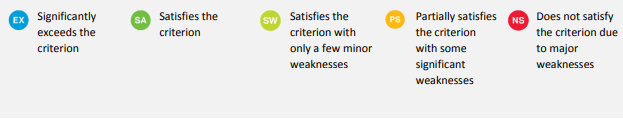 EX Significantly
exceeds the
criterion
SA Satisfies the
criterion
SW Satisfies the
criterion with
only a few minor
weaknesses
PS Partially satisfies
the criterion
with some
significant
weaknesses
NS Does not satisfy
the criterion due
to major
weaknesses